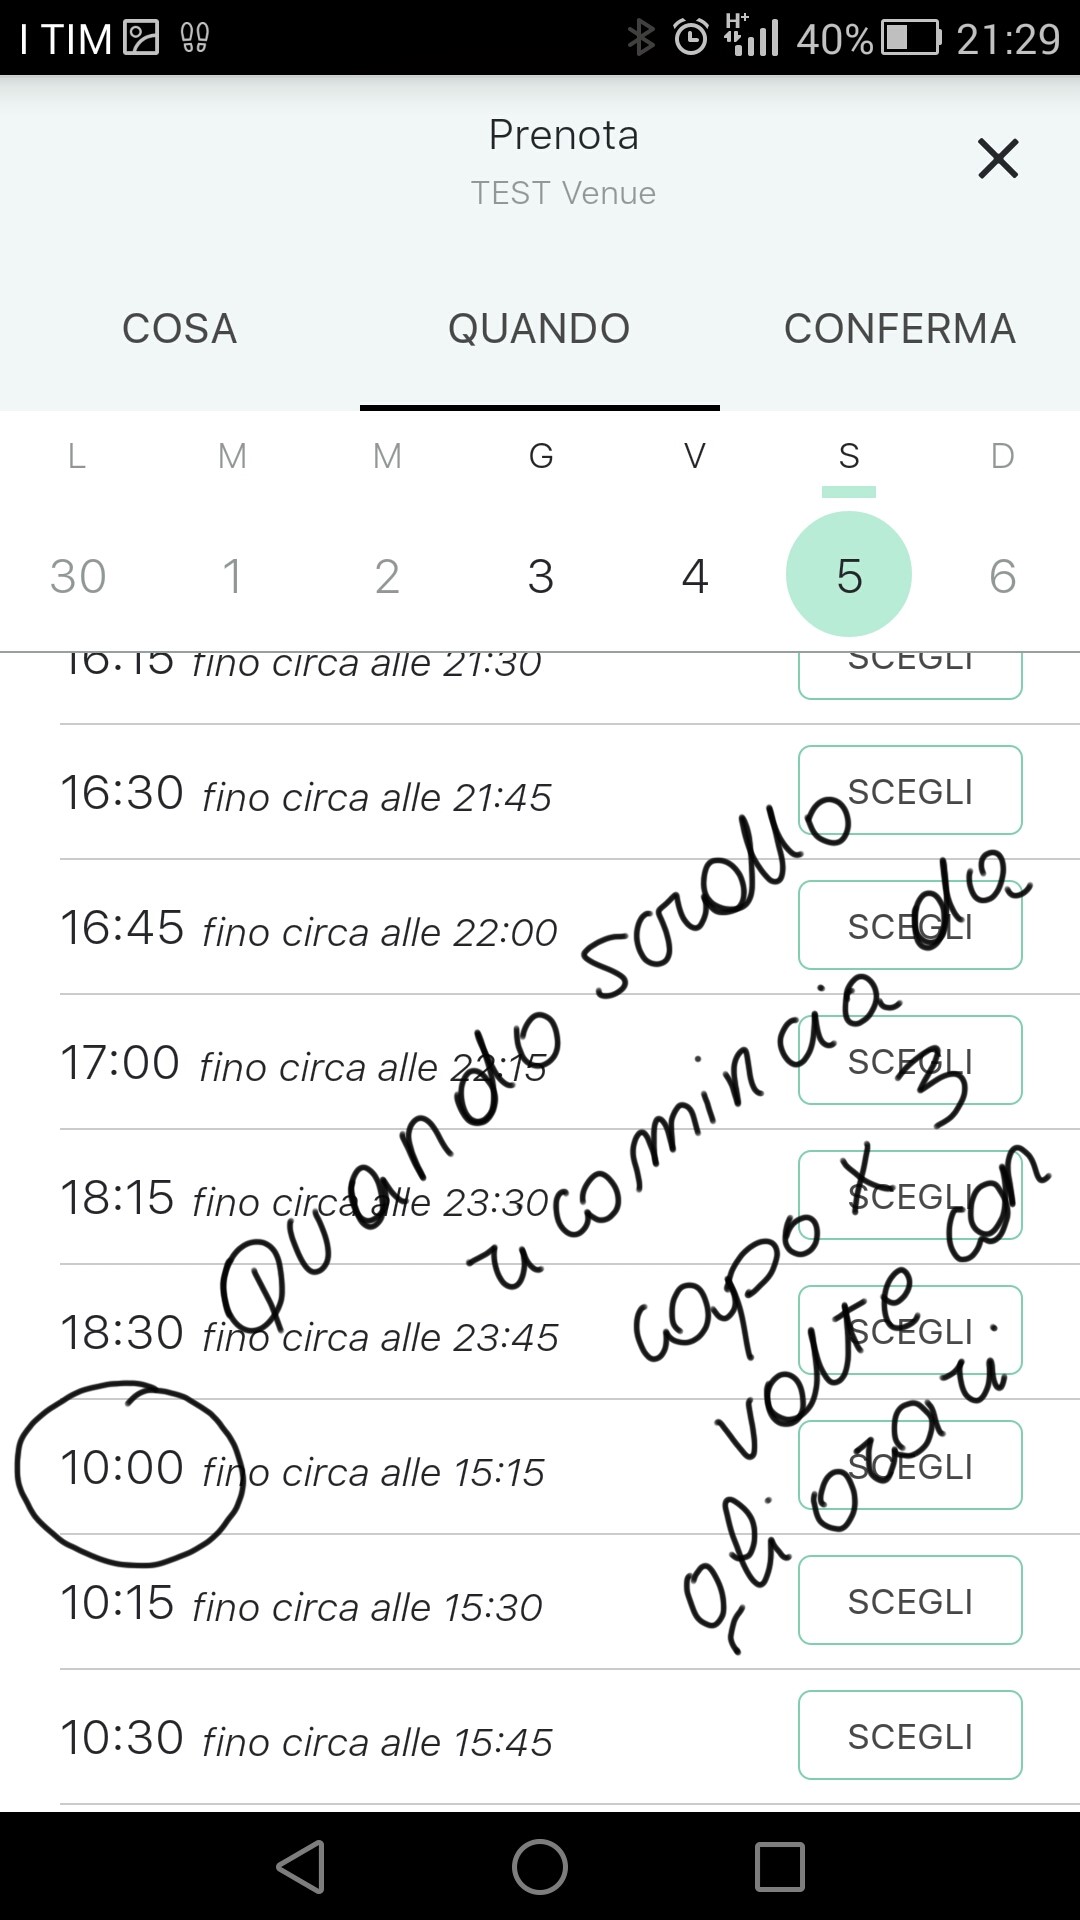 I TIM H+ 40% 21:29
Prenota
TEST Venue
COSA QUANDO CONFERMA
L M M G V S D
30 1 2 3 4 5 6
16:15 fino circa alle 21:30 SCEGLI
16:30 fino circa alle 21:45 SCEGLI
16:45 fino circa alle 22:00 SCEGLI
17:00 fino circa alle 22:15 SCEGLI
18:15 fino circa alle 23:30 SCEGLI
18:30 fino circa alle 23:45 SCEGLI
10:00 fino circa alle 15:15 SCEGLI
10:15 fino circa alle 15:30 SCEGLI
10:30 fino circa alle 15:45 SCEGLI
Quando scrollo
ricomincia da
capo x 3
volte con
gli orari